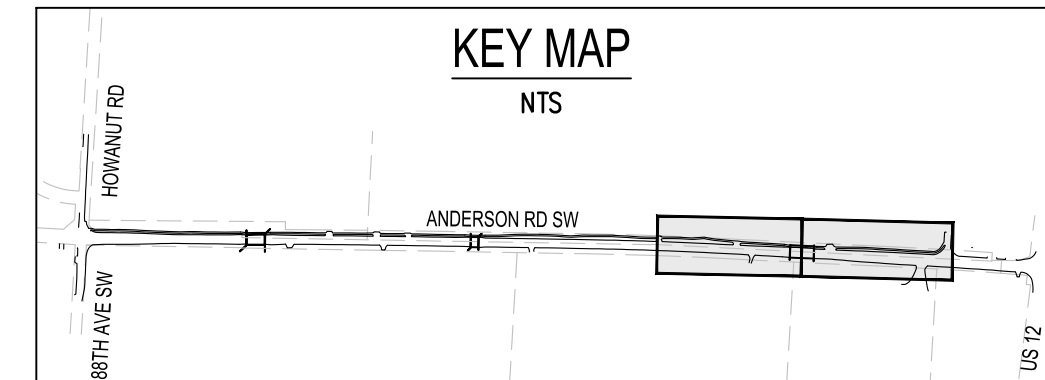 KEY MAP
NTS
HOWANUT RD
ANDERSON RD SW
88TH AVE SW
US 12